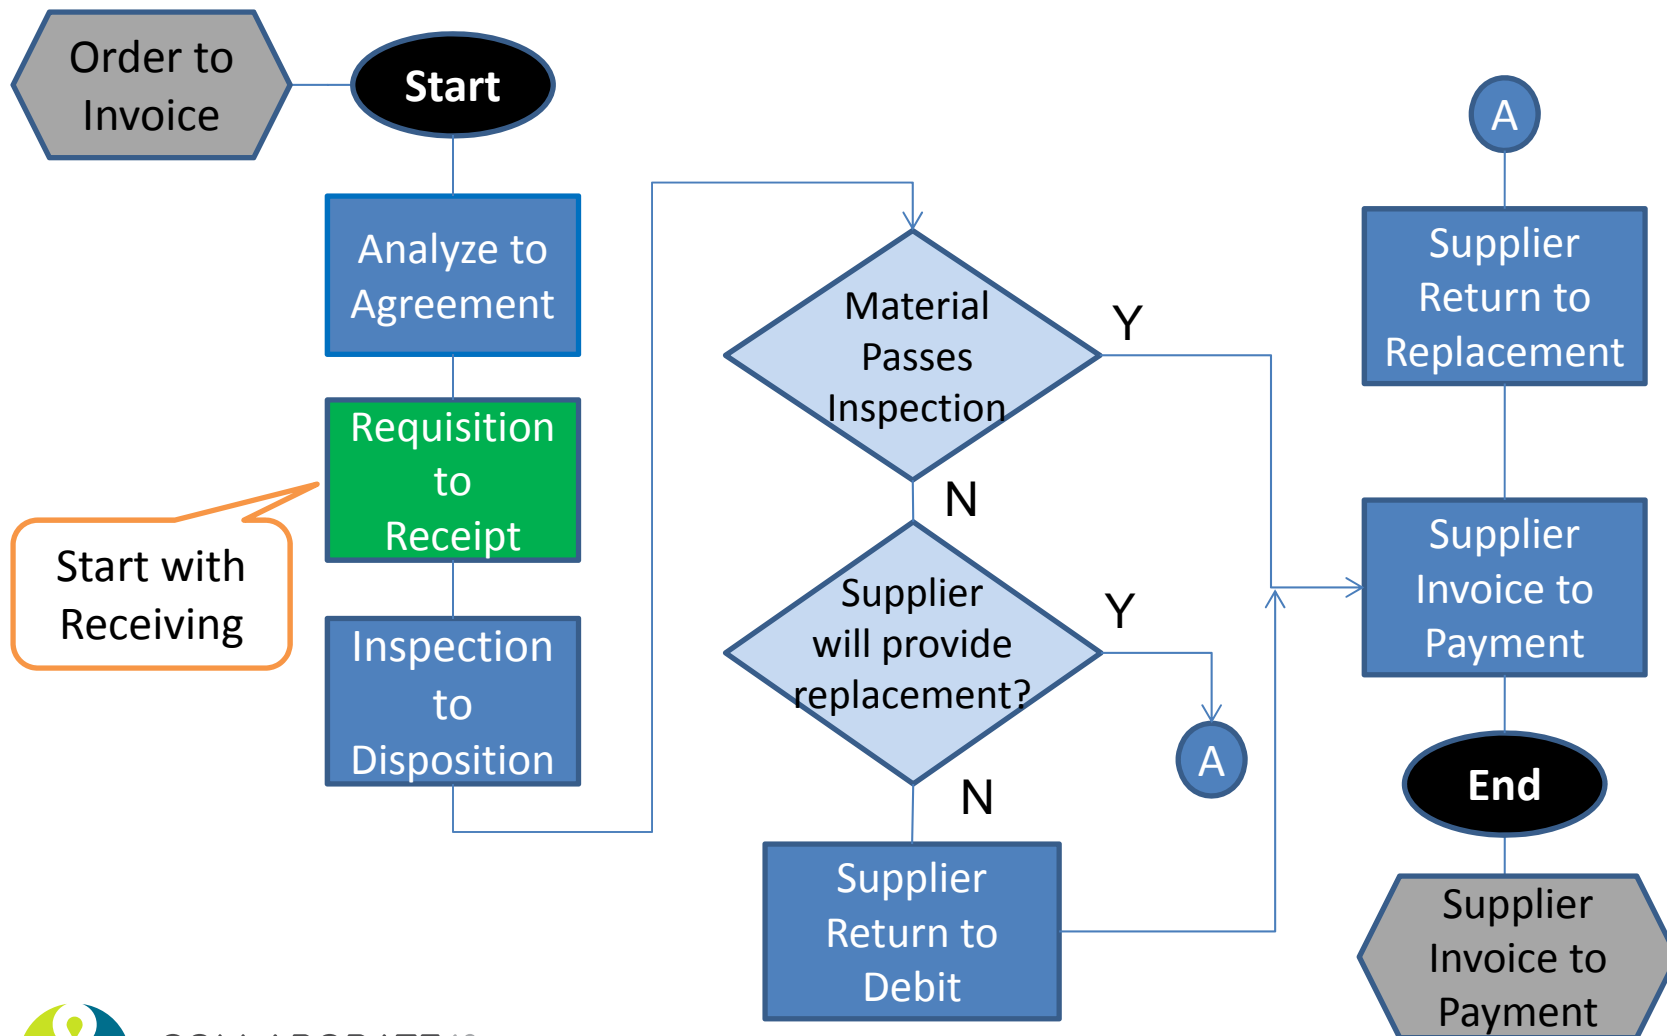 Order to
Invoice
Start
Analyze to
Agreement
Requisition
to
Receipt
Start with
Receiving
Inspection
to
Disposition
Material
Passes
Inspection
Y
N
Supplier
will provide
replacement?
Y
A
N
Supplier
Return to
Debit
A
Supplier
Return to
Replacement
Supplier
Invoice to
Payment
End
Supplier
Invoice to
Payment